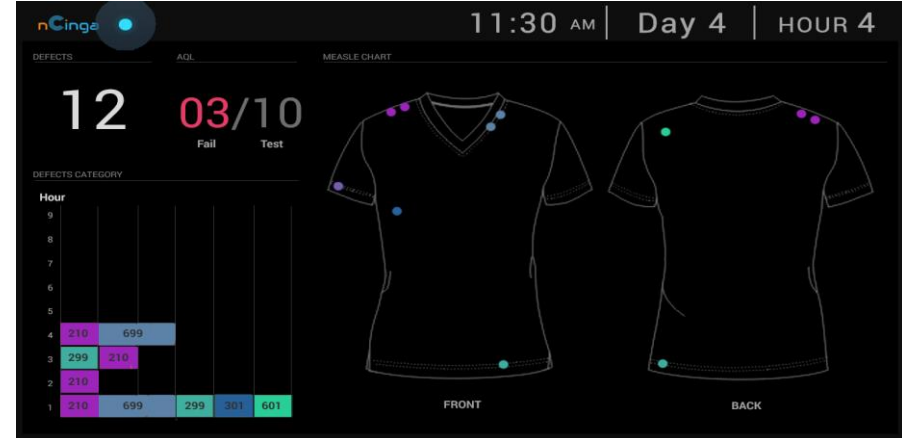 nCinga
11:30 AM
Day 4
HOUR 4
DEFECTS
AQL
MEASLE CHART
12
03/10
Fail
Test
DEFECTS CATEGORY
Hour
9
8
7
6
5
4 210 699
3 299 210
2 210
1 210 699 299 301 601
FRONT
BACK